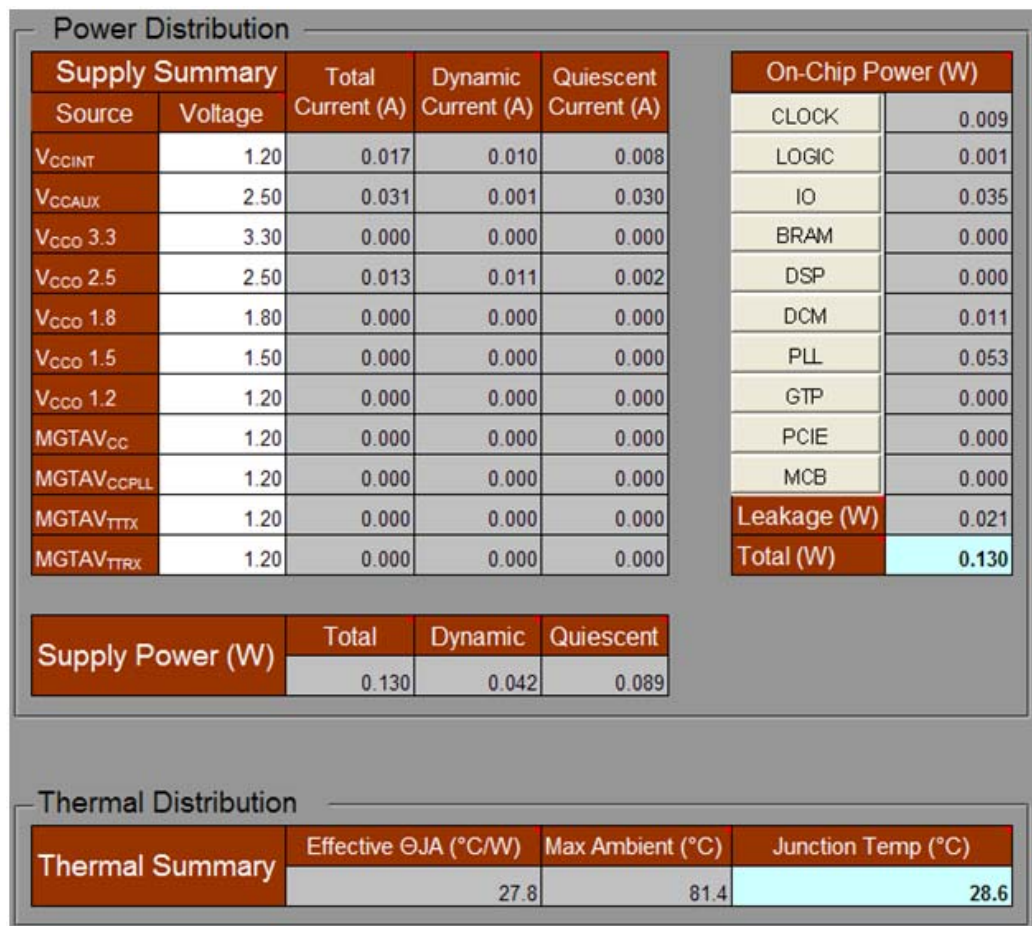 Power Distribution
Supply Summary Total Current (A) Dynamic Current (A) Quiescent Current (A)
Source Voltage
VCCINT 1.20 0.017 0.010 0.008
VCCAUX 2.50 0.031 0.001 0.030
VCCO 3.3 3.30 0.000 0.000 0.000
VCCO 2.5 2.50 0.013 0.011 0.002
VCCO 1.8 1.80 0.000 0.000 0.000
VCCO 1.5 1.50 0.000 0.000 0.000
VCCO 1.2 1.20 0.000 0.000 0.000
MGTAVCC 1.20 0.000 0.000 0.000
MGTAVCCPLL 1.20 0.000 0.000 0.000
MGTAVTTTX 1.20 0.000 0.000 0.000
MGTAVTTRX 1.20 0.000 0.000 0.000
On-Chip Power (W)
CLOCK 0.009
LOGIC 0.001
IO 0.035
BRAM 0.000
DSP 0.000
DCM 0.011
PLL 0.053
GTP 0.000
PCIE 0.000
MCB 0.000
Leakage (W) 0.021
Total (W) 0.130
Supply Power (W) Total Dynamic Quiescent
0.130 0.042 0.089
Thermal Distribution
Thermal Summary Effective ΘJA (°C/W) Max Ambient (°C) Junction Temp (°C)
27.8 81.4 28.6